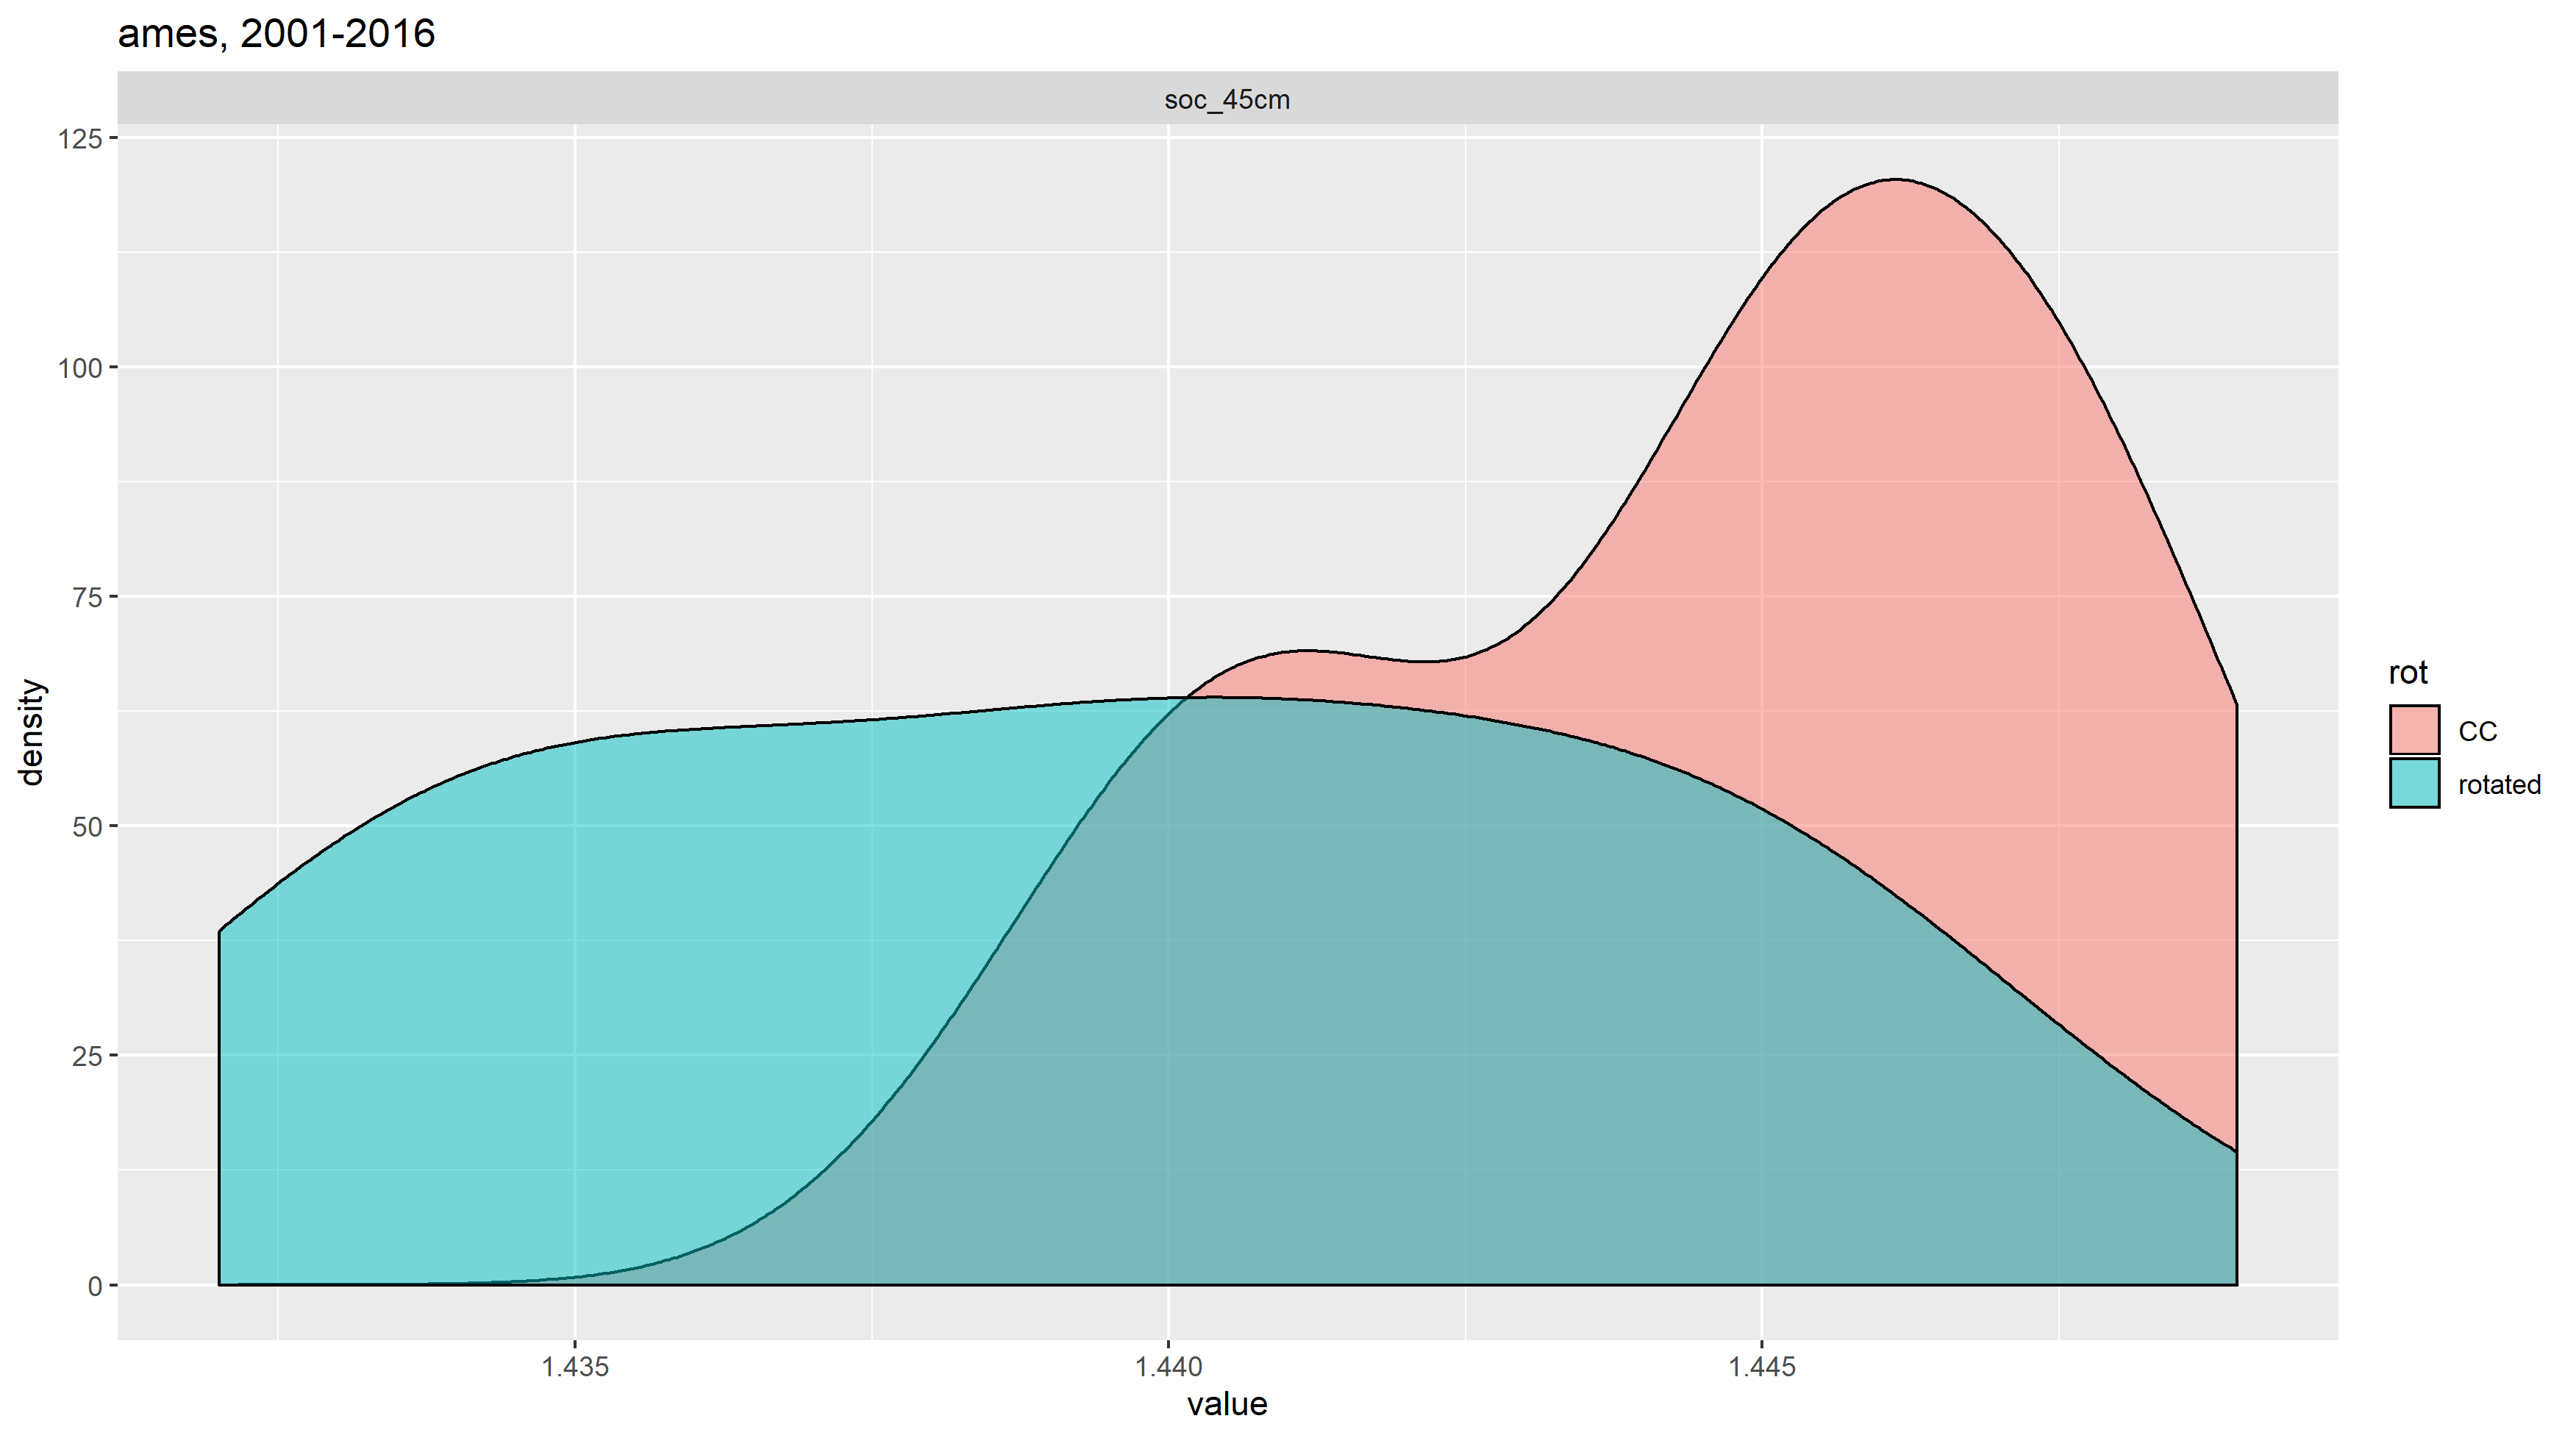 ames, 2001-2016
soc_45cm
125
100
75
50
25
0
density
1.435 1.440 1.445
value
rot
CC
rotated